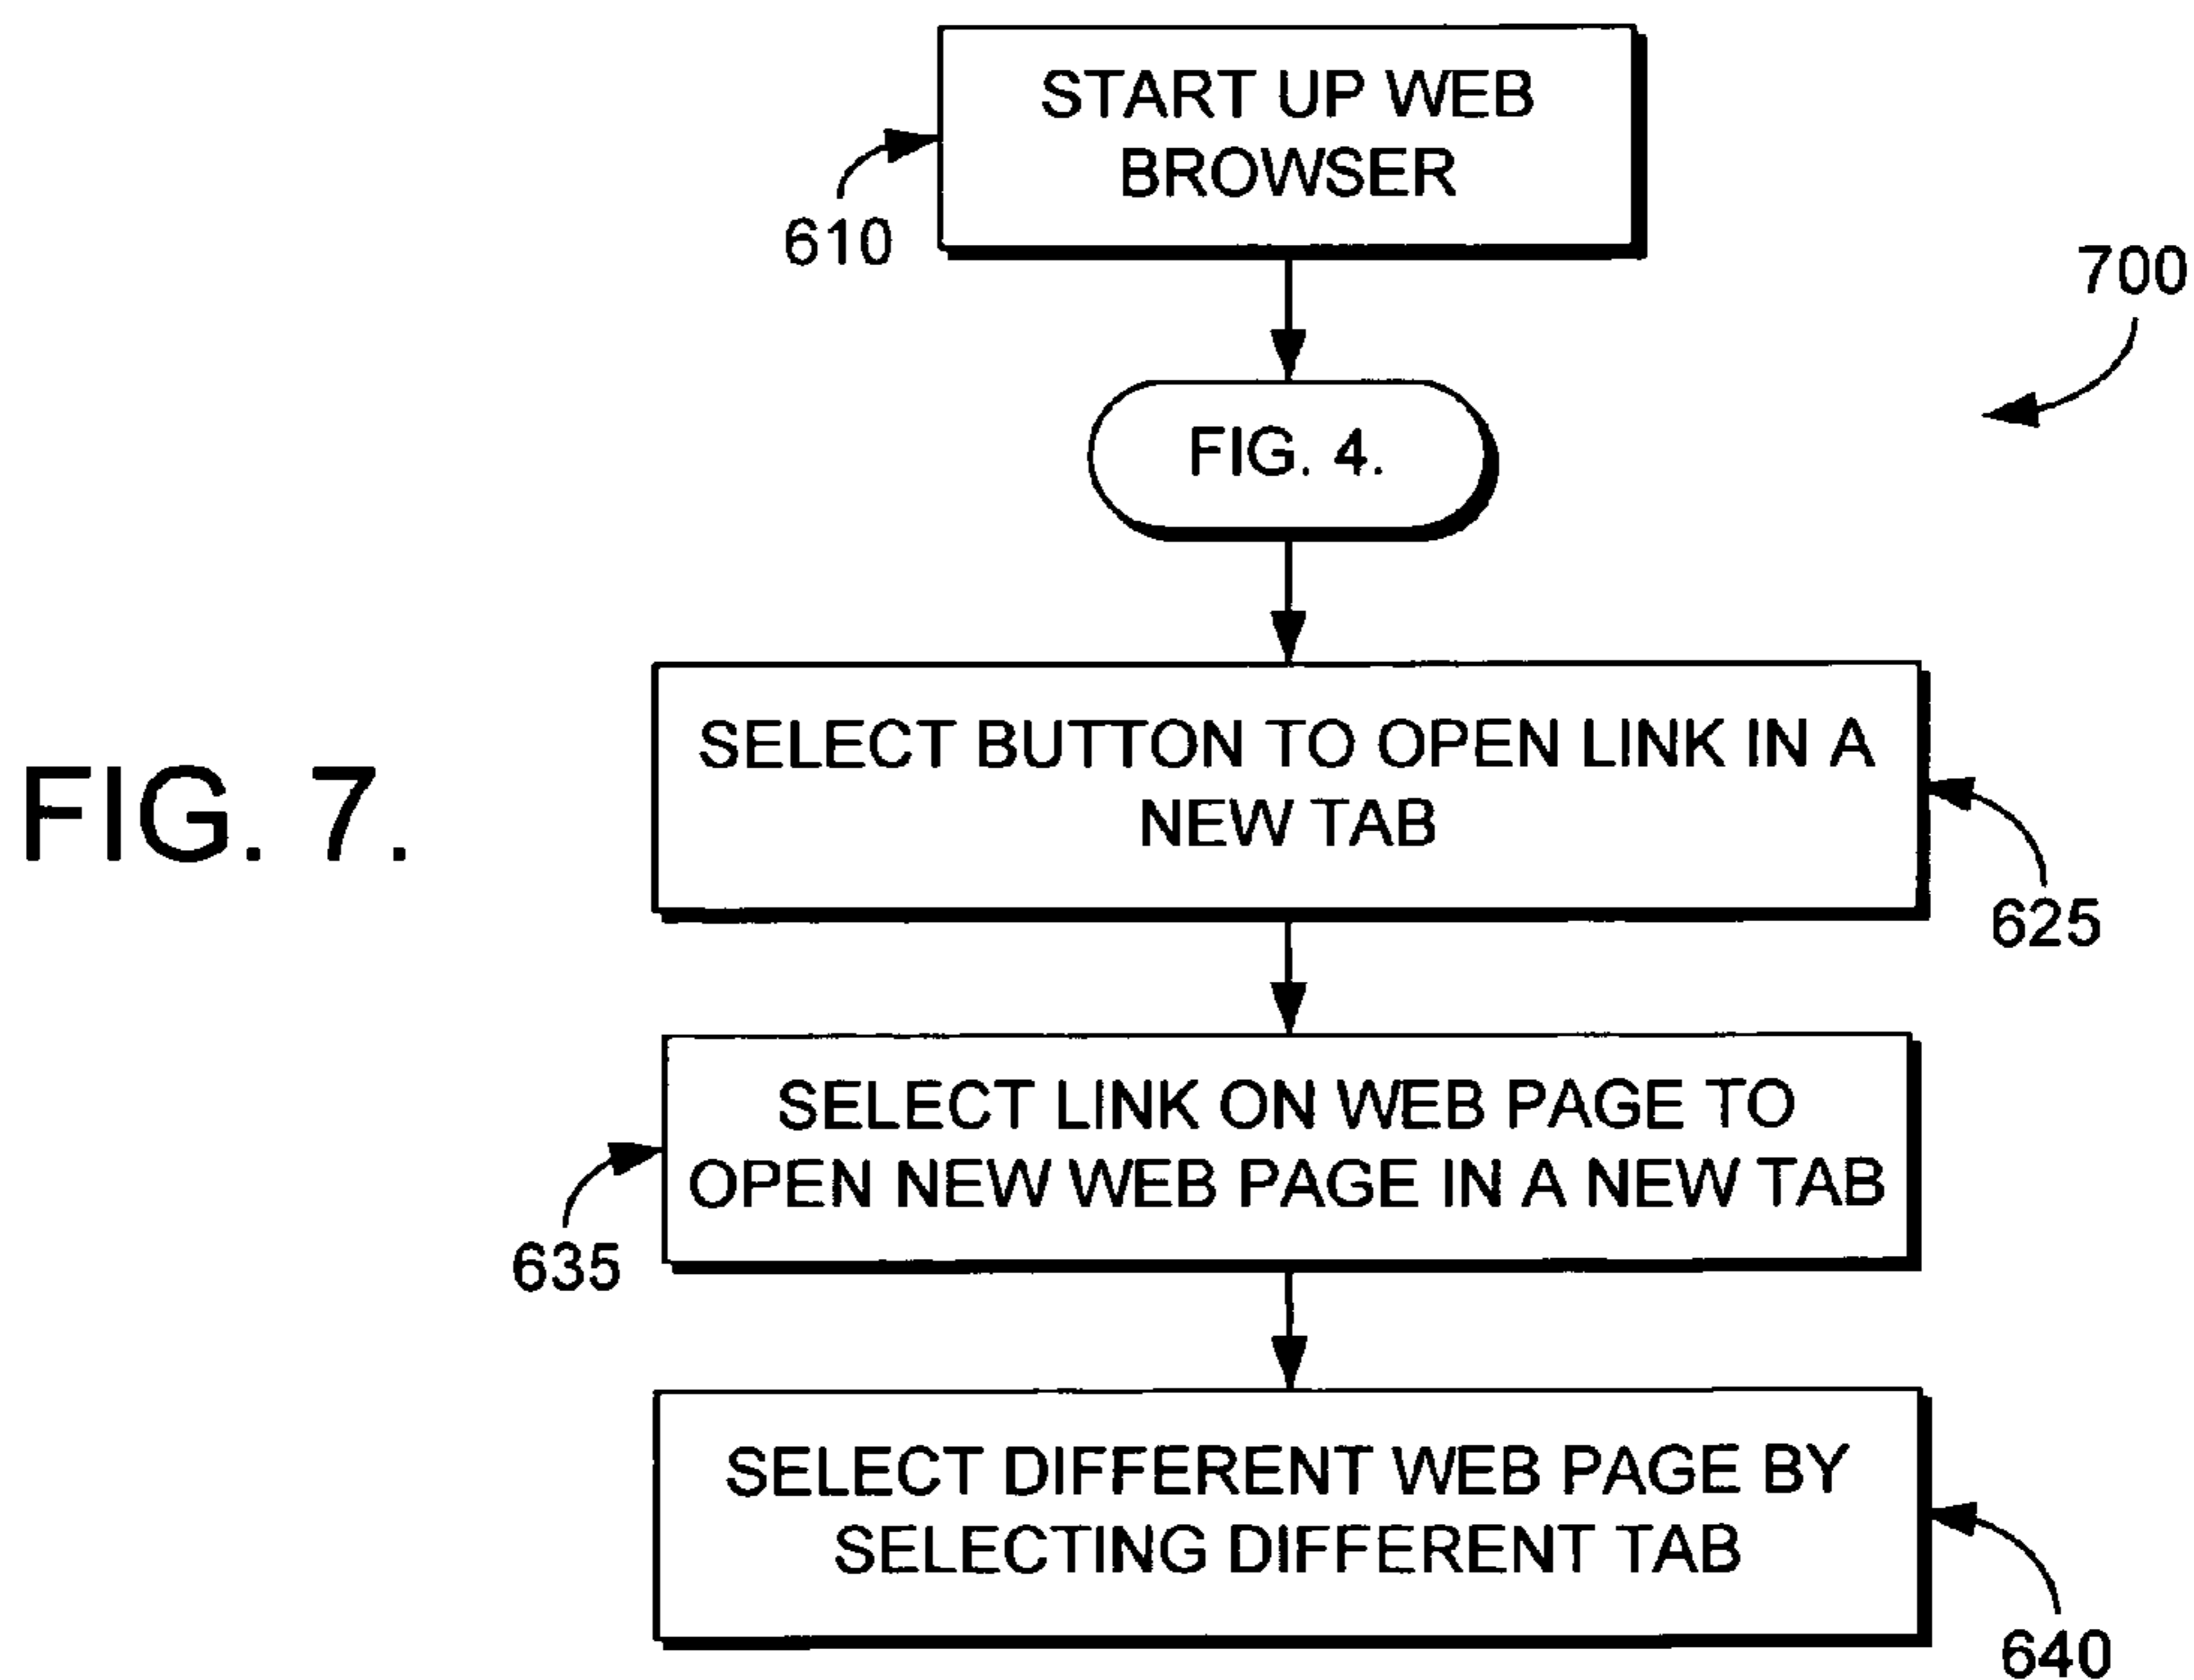 START UP WEB
BROWSER
610
700
FIG. 4.
SELECT BUTTON TO OPEN LINK IN A
NEW TAB
FIG. 7.
625
SELECT LINK ON WEB PAGE TO
OPEN NEW WEB PAGE IN A NEW TAB
635
SELECT DIFFERENT WEB PAGE BY
SELECTING DIFFERENT TAB
640